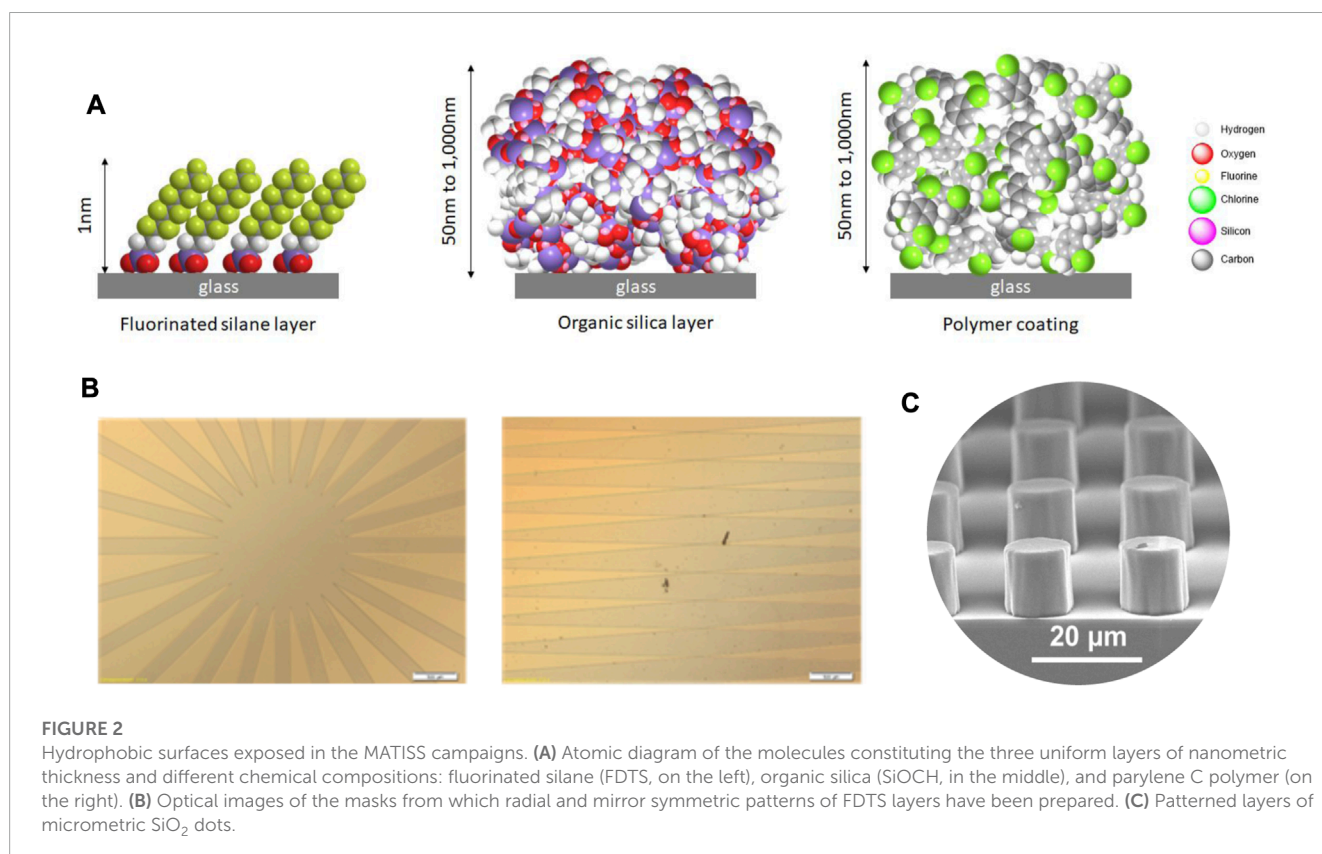 A
1nm
glass
Fluorinated silane layer
50nm to 1,000nm
glass
Organic silica layer
50nm to 1,000nm
glass
Polymer coating
Hydrogen
Oxygen
Fluorine
Chlorine
Silicon
Carbon
B
C
20 µm
FIGURE 2
Hydrophobic surfaces exposed in the MATISS campaigns. (A) Atomic diagram of the molecules constituting the three uniform layers of nanometric
thickness and different chemical compositions: fluorinated silane (FDTS, on the left), organic silica (SiOCH, in the middle), and parylene C polymer (on
the right). (B) Optical images of the masks from which radial and mirror symmetric patterns of FDTS layers have been prepared. (C) Patterned layers of
micrometric SiO₂ dots.